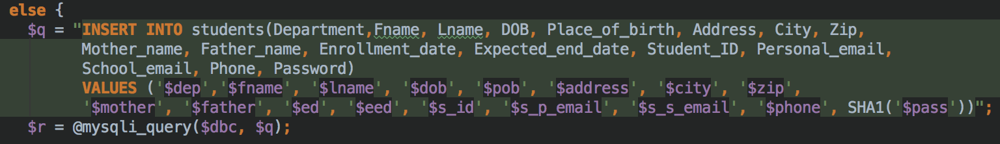 else {
$q = "INSERT INTO students(Department,Fname, Lname, DOB, Place_of_birth, Address, City, Zip,
Mother_name, Father_name, Enrollment_date, Expected_end_date, Student_ID, Personal_email,
School_email, Phone, Password)
VALUES ('$dep','$fname', '$lname', '$dob', '$pob', '$address', '$city', '$zip',
'$mother', '$father', '$ed', '$eed', '$s_id', '$s_p_email', '$s_s_email', '$phone', SHA1('$pass'))";
$r = @mysqli_query($dbc, $q);